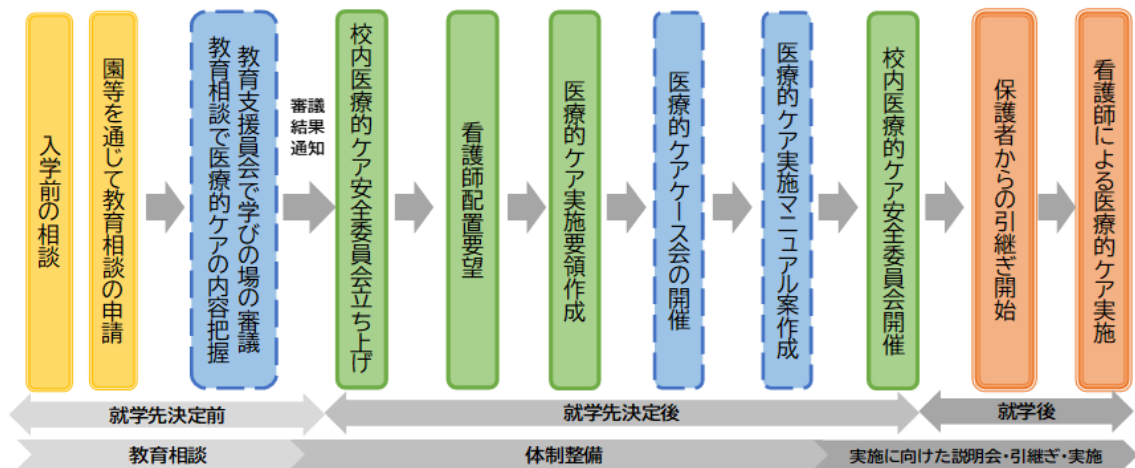 入学前の相談
園等を通じて教育相談の申請
教育支援員会で学びの場の審議
教育相談で医療的ケアの内容把握
審議
結果
通知
校内医療的ケア安全委員会立ち上げ
看護師配置要望
医療的ケア実施要領作成
医療的ケアケース会の開催
医療的ケア実施マニュアル案作成
校内医療的ケア安全委員会開催
保護者からの引継ぎ開始
看護師による医療的ケア実施
就学先決定前
就学先決定後
就学後
教育相談
体制整備
実施に向けた説明会・引継ぎ・実施